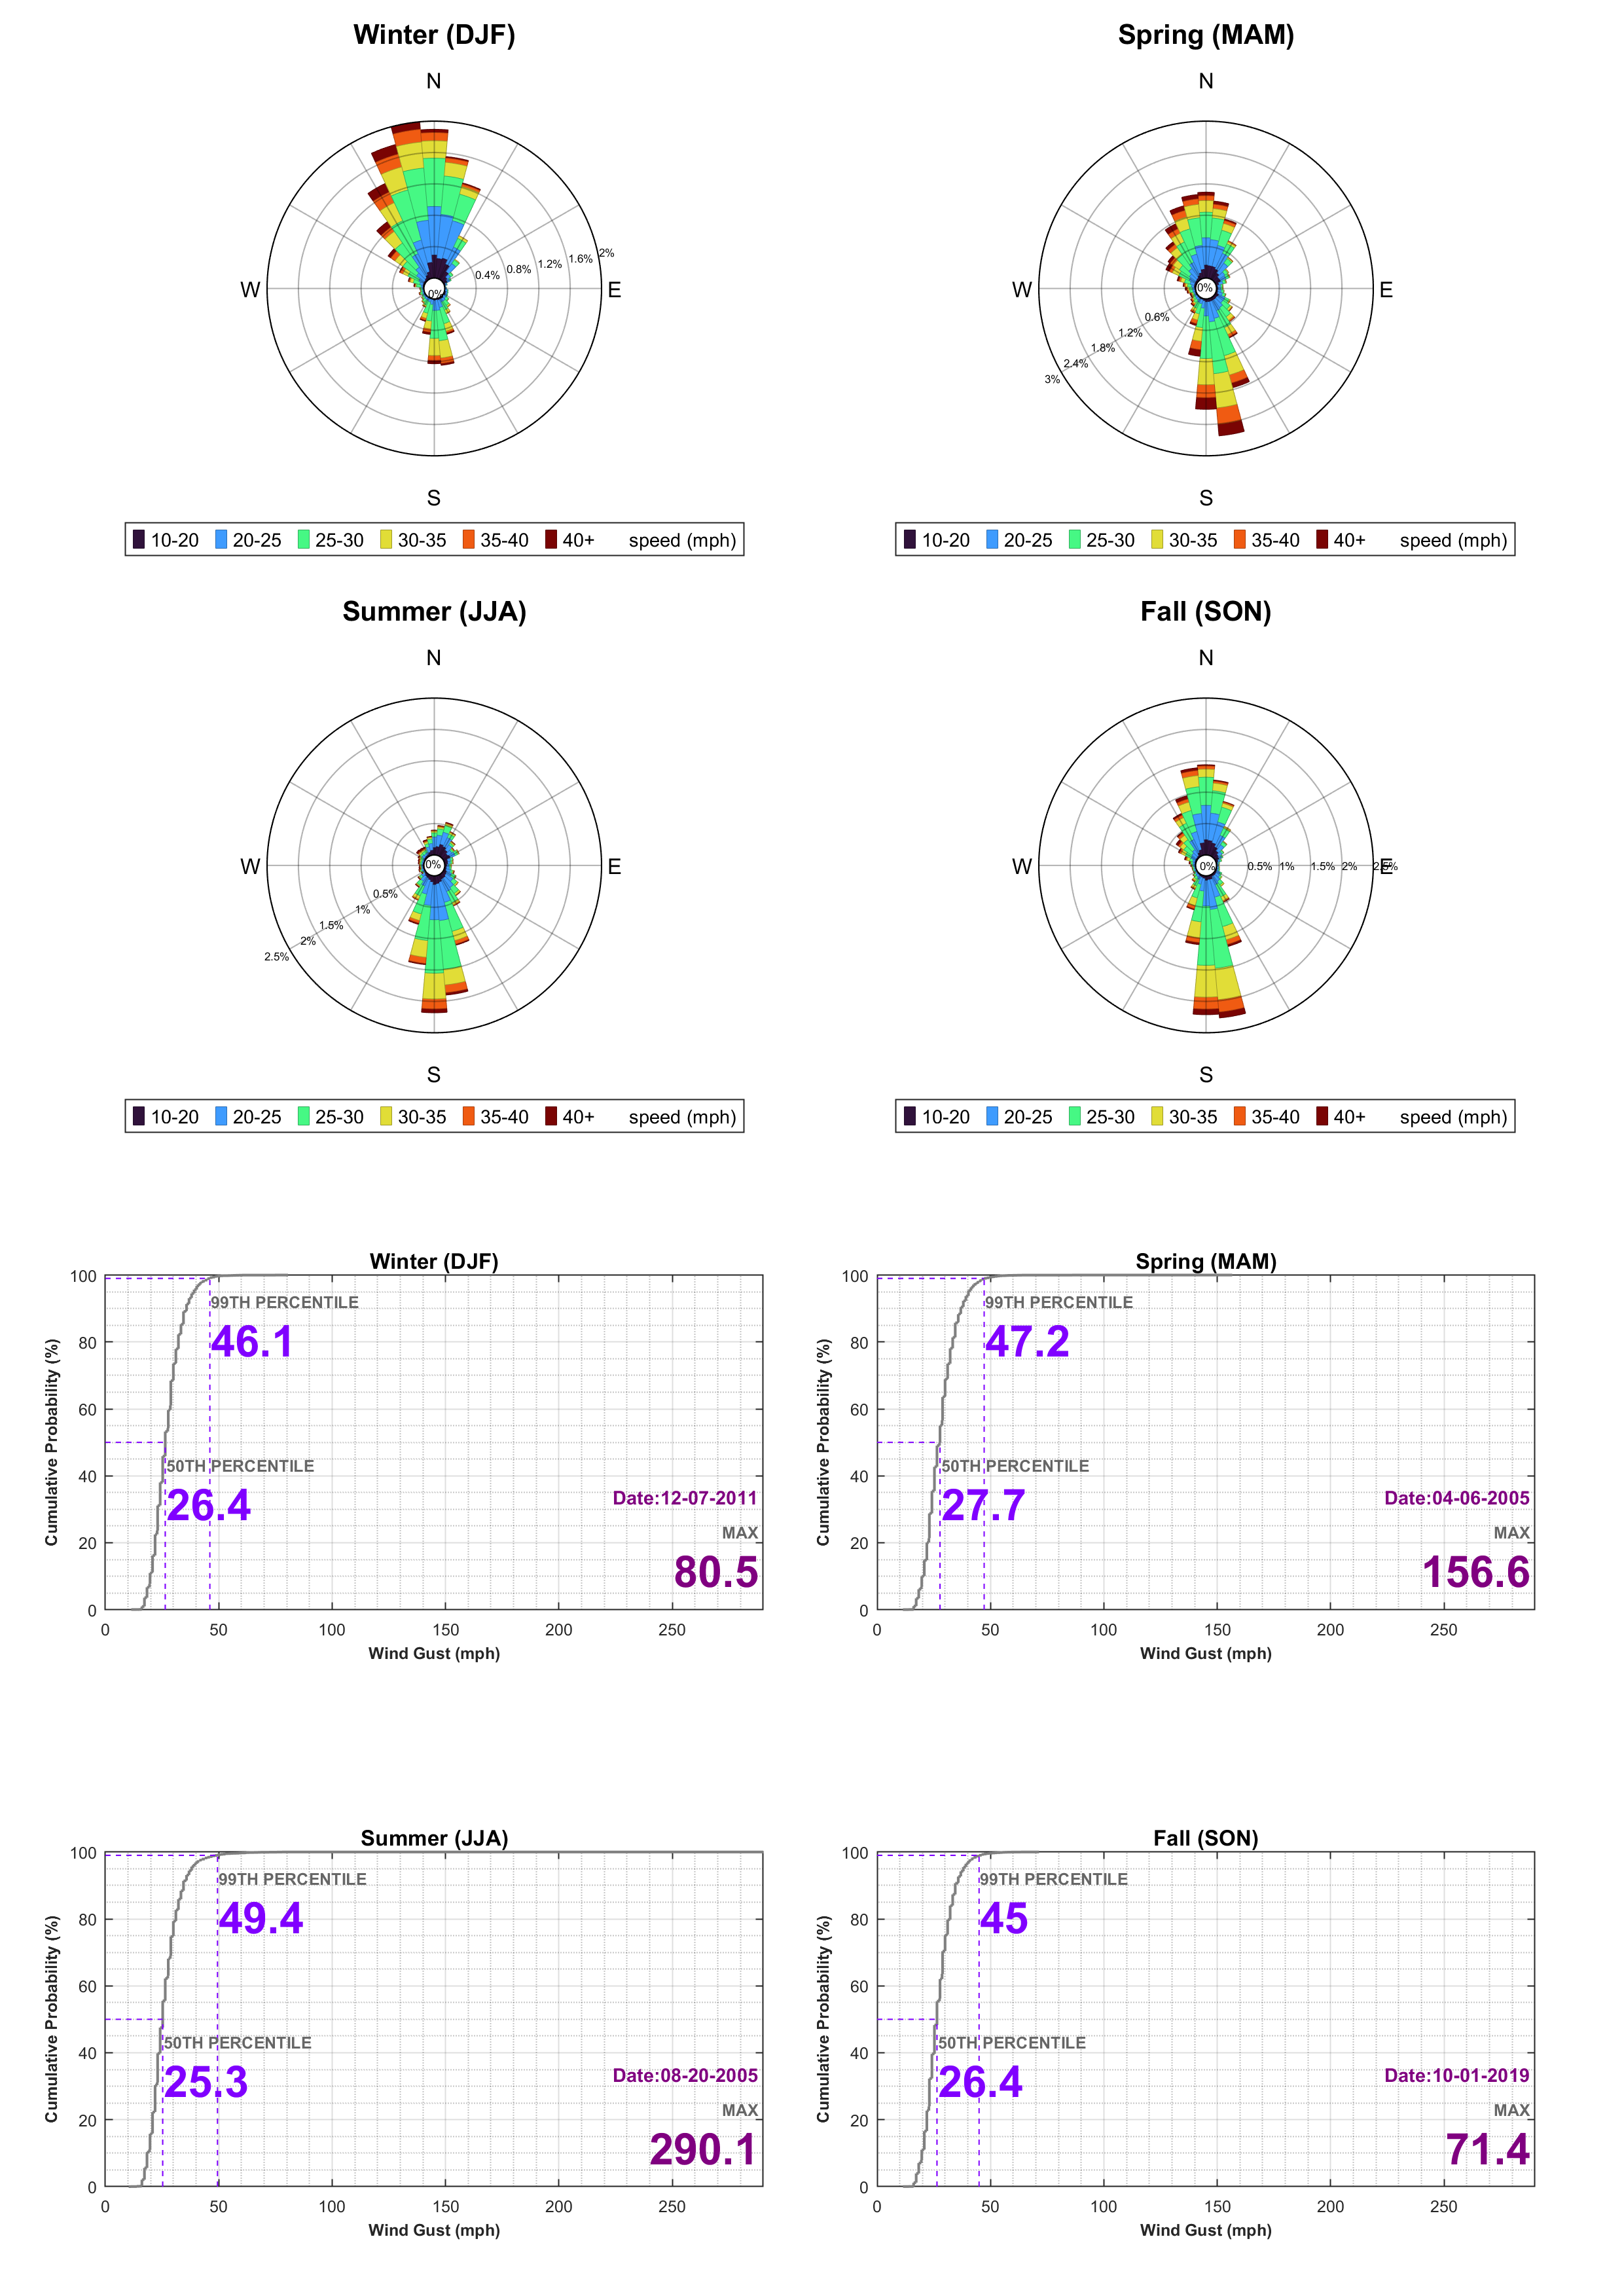 Winter (DJF)
N
W
E
S
0%
0.4%
0.8%
1.2%
1.6%
2%
10-20 20-25 25-30 30-35 35-40 40+ speed (mph)
Spring (MAM)
N
W
E
S
0%
0.6%
1.2%
1.8%
2.4%
3%
10-20 20-25 25-30 30-35 35-40 40+ speed (mph)
Summer (JJA)
N
W
E
S
0%
0.5%
1%
1.5%
2%
2.5%
10-20 20-25 25-30 30-35 35-40 40+ speed (mph)
Fall (SON)
N
W
E
S
0%
0.5%
1%
1.5%
2%
2.5%
10-20 20-25 25-30 30-35 35-40 40+ speed (mph)
Winter (DJF)
Cumulative Probability (%)
100
80
60
40
20
0
99TH PERCENTILE
46.1
50TH PERCENTILE
26.4
Date:12-07-2011
MAX
80.5
0 50 100 150 200 250
Wind Gust (mph)
Spring (MAM)
Cumulative Probability (%)
100
80
60
40
20
0
99TH PERCENTILE
47.2
50TH PERCENTILE
27.7
Date:04-06-2005
MAX
156.6
0 50 100 150 200 250
Wind Gust (mph)
Summer (JJA)
Cumulative Probability (%)
100
80
60
40
20
0
99TH PERCENTILE
49.4
50TH PERCENTILE
25.3
Date:08-20-2005
MAX
290.1
0 50 100 150 200 250
Wind Gust (mph)
Fall (SON)
Cumulative Probability (%)
100
80
60
40
20
0
99TH PERCENTILE
45
50TH PERCENTILE
26.4
Date:10-01-2019
MAX
71.4
0 50 100 150 200 250
Wind Gust (mph)